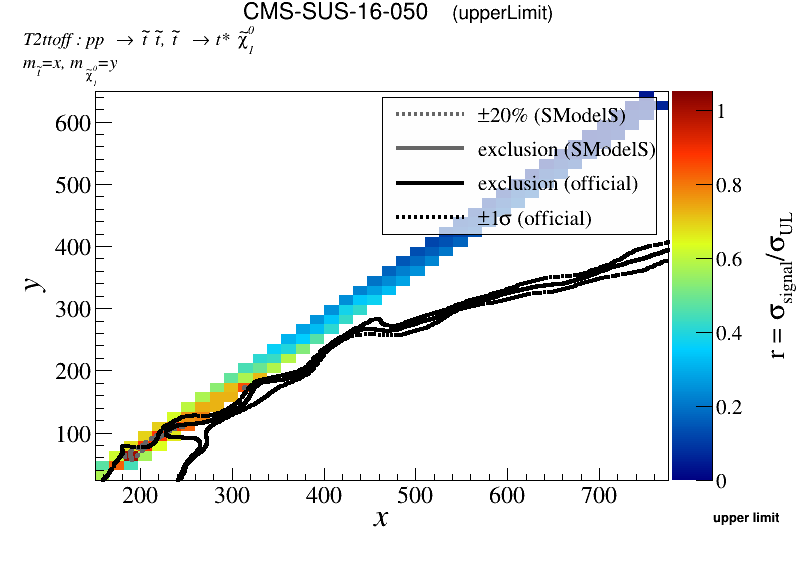 CMS-SUS-16-050 (upperLimit)
T2ttoff : pp → t̃ t̃, t̃ → t* χ̃⁰₁
m_t̃=x, m_χ̃⁰₁=y
±20% (SModelS)
exclusion (SModelS)
exclusion (official)
±1σ (official)
600
500
400
300
200
100
y
200 300 400 500 600 700
x
1
0.8
0.6
0.4
0.2
0
r = σ_signal/σ_UL
upper limit